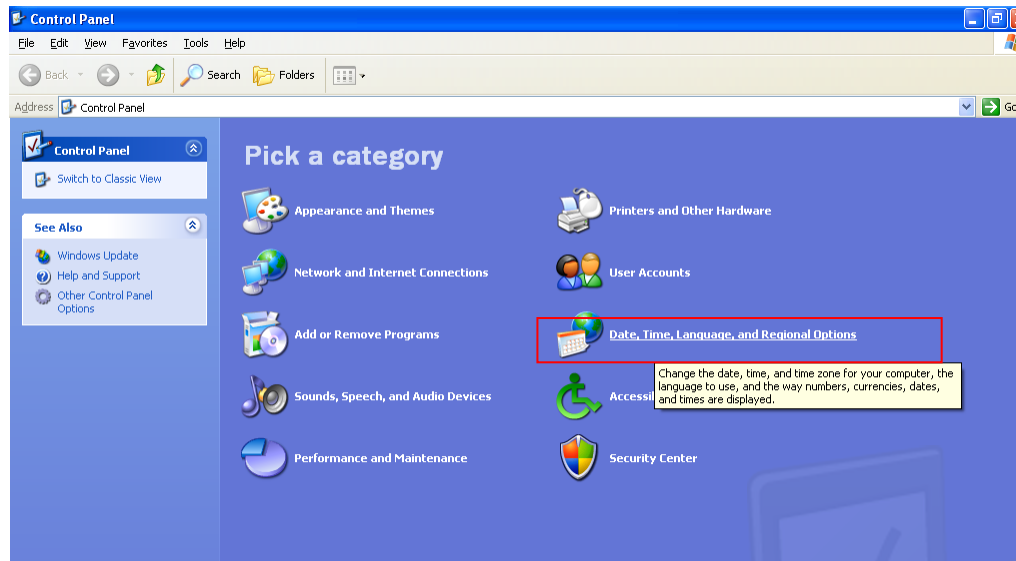 Control Panel
File Edit View Favorites Tools Help
Back Search Folders
Address Control Panel
Control Panel
Switch to Classic View
See Also
Windows Update
Help and Support
Other Control Panel
Options
Pick a category
Appearance and Themes
Printers and Other Hardware
Network and Internet Connections
User Accounts
Add or Remove Programs
Date, Time, Language, and Regional Options
Change the date, time, and time zone for your computer, the
language to use, and the way numbers, currencies, dates,
and times are displayed.
Sounds, Speech, and Audio Devices
Performance and Maintenance
Security Center